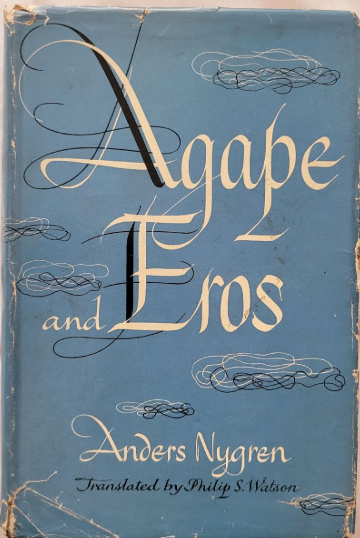 Agape
and Eros
Anders Nygren
Translated by Philip S. Watson